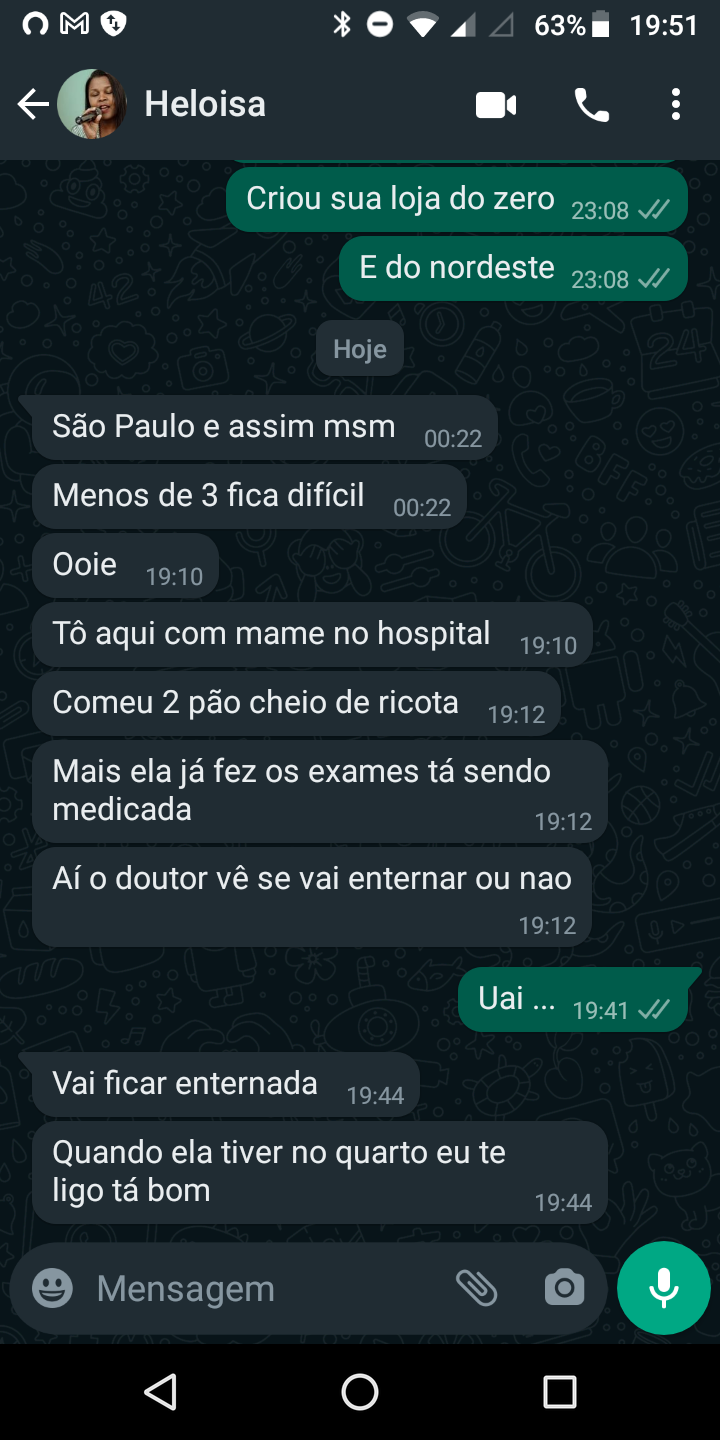 63% 19:51
Heloisa
Criou sua loja do zero 23:08
E do nordeste 23:08
Hoje
São Paulo e assim msm 00:22
Menos de 3 fica difícil 00:22
Ooie 19:10
Tô aqui com mame no hospital 19:10
Comeu 2 pão cheio de ricota 19:12
Mais ela já fez os exames tá sendo
medicada 19:12
Aí o doutor vê se vai enternar ou nao
19:12
Uai ... 19:41
Vai ficar enternada 19:44
Quando ela tiver no quarto eu te
ligo tá bom 19:44
Mensagem